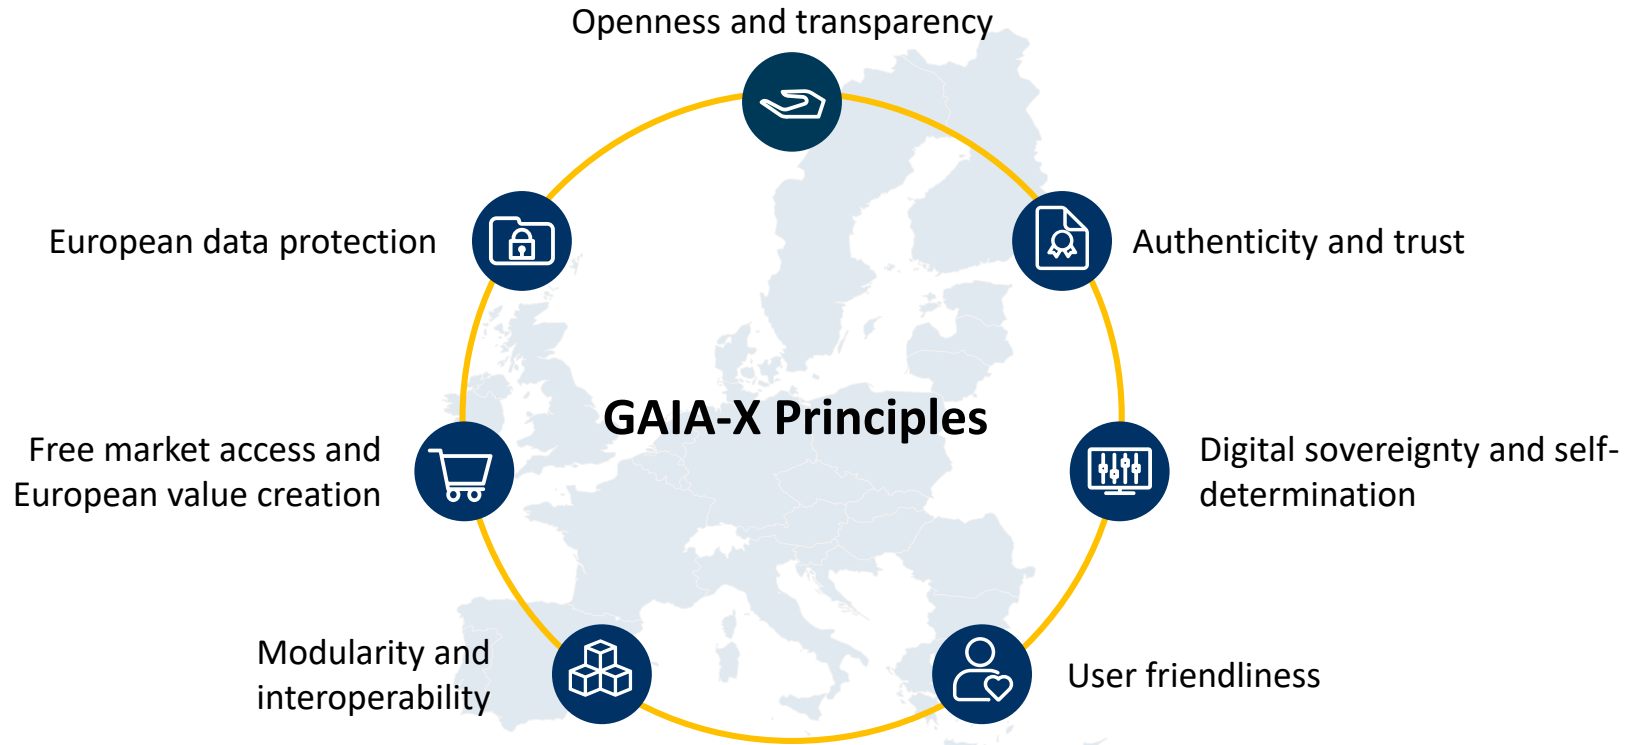 Openness and transparency
European data protection
Authenticity and trust
GAIA-X Principles
Free market access and
European value creation
Digital sovereignty and self-
determination
Modularity and
interoperability
User friendliness